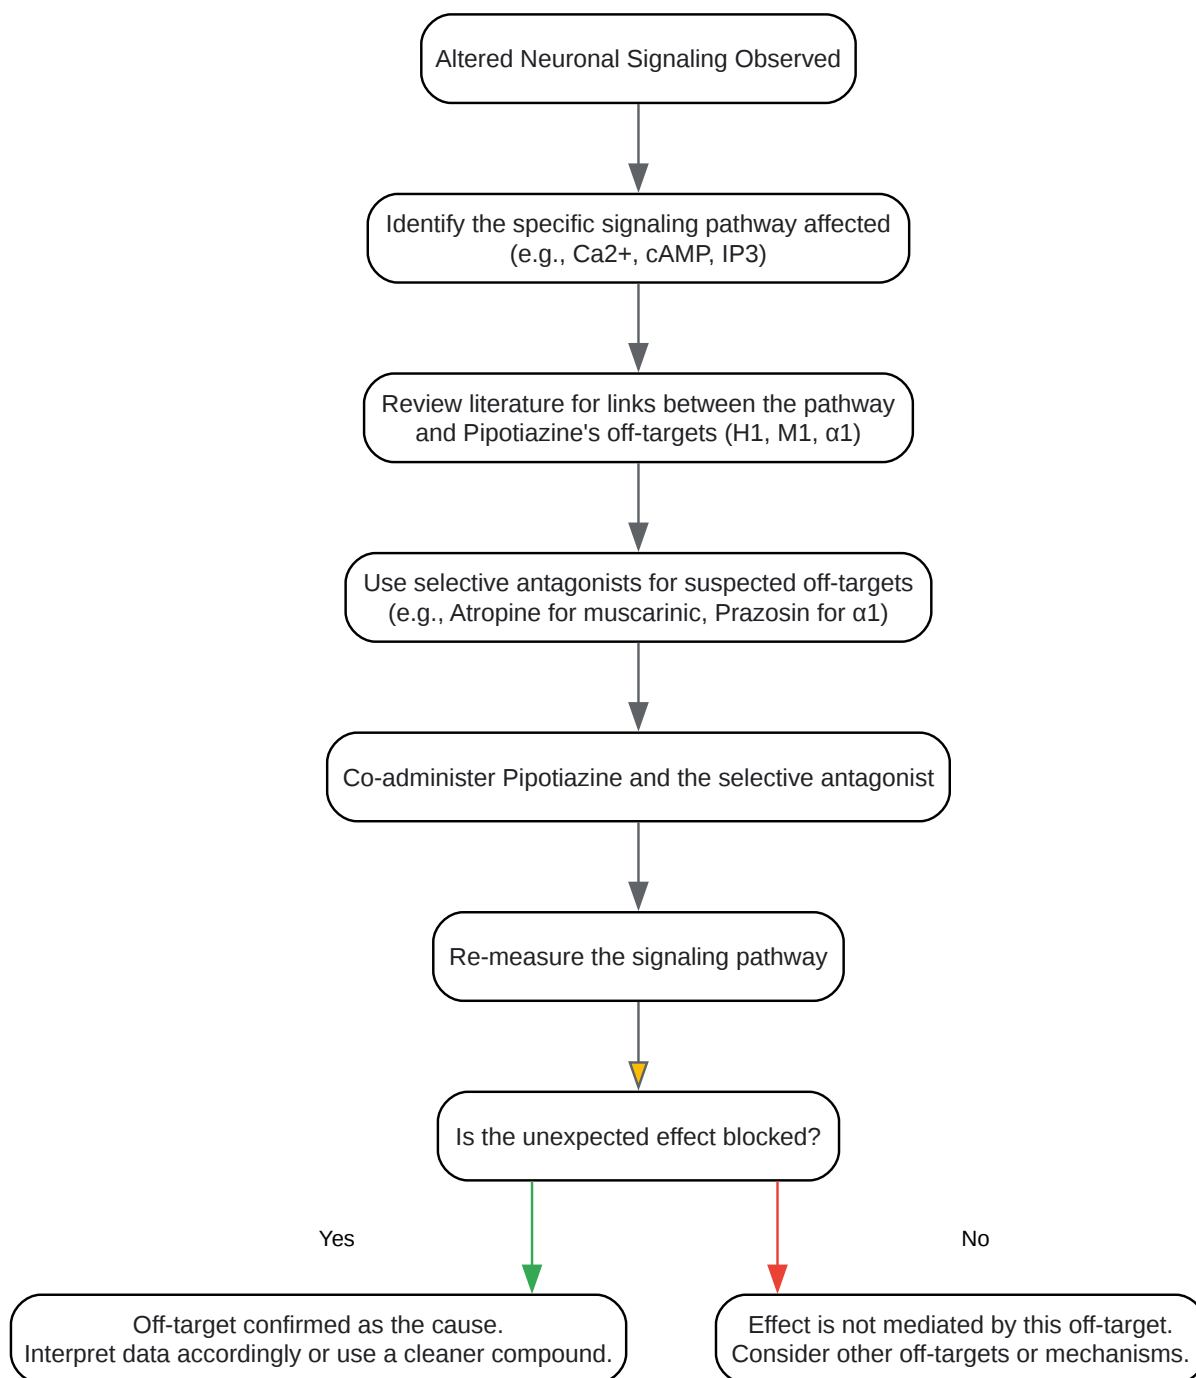 Altered Neuronal Signaling Observed
Identify the specific signaling pathway affected
(e.g., Ca2+, cAMP, IP3)
Review literature for links between the pathway
and Pipotiazine's off-targets (H1, M1, α1)
Use selective antagonists for suspected off-targets
(e.g., Atropine for muscarinic, Prazosin for α1)
Co-administer Pipotiazine and the selective antagonist
Re-measure the signaling pathway
Is the unexpected effect blocked?
Yes
No
Off-target confirmed as the cause.
Interpret data accordingly or use a cleaner compound.
Effect is not mediated by this off-target.
Consider other off-targets or mechanisms.